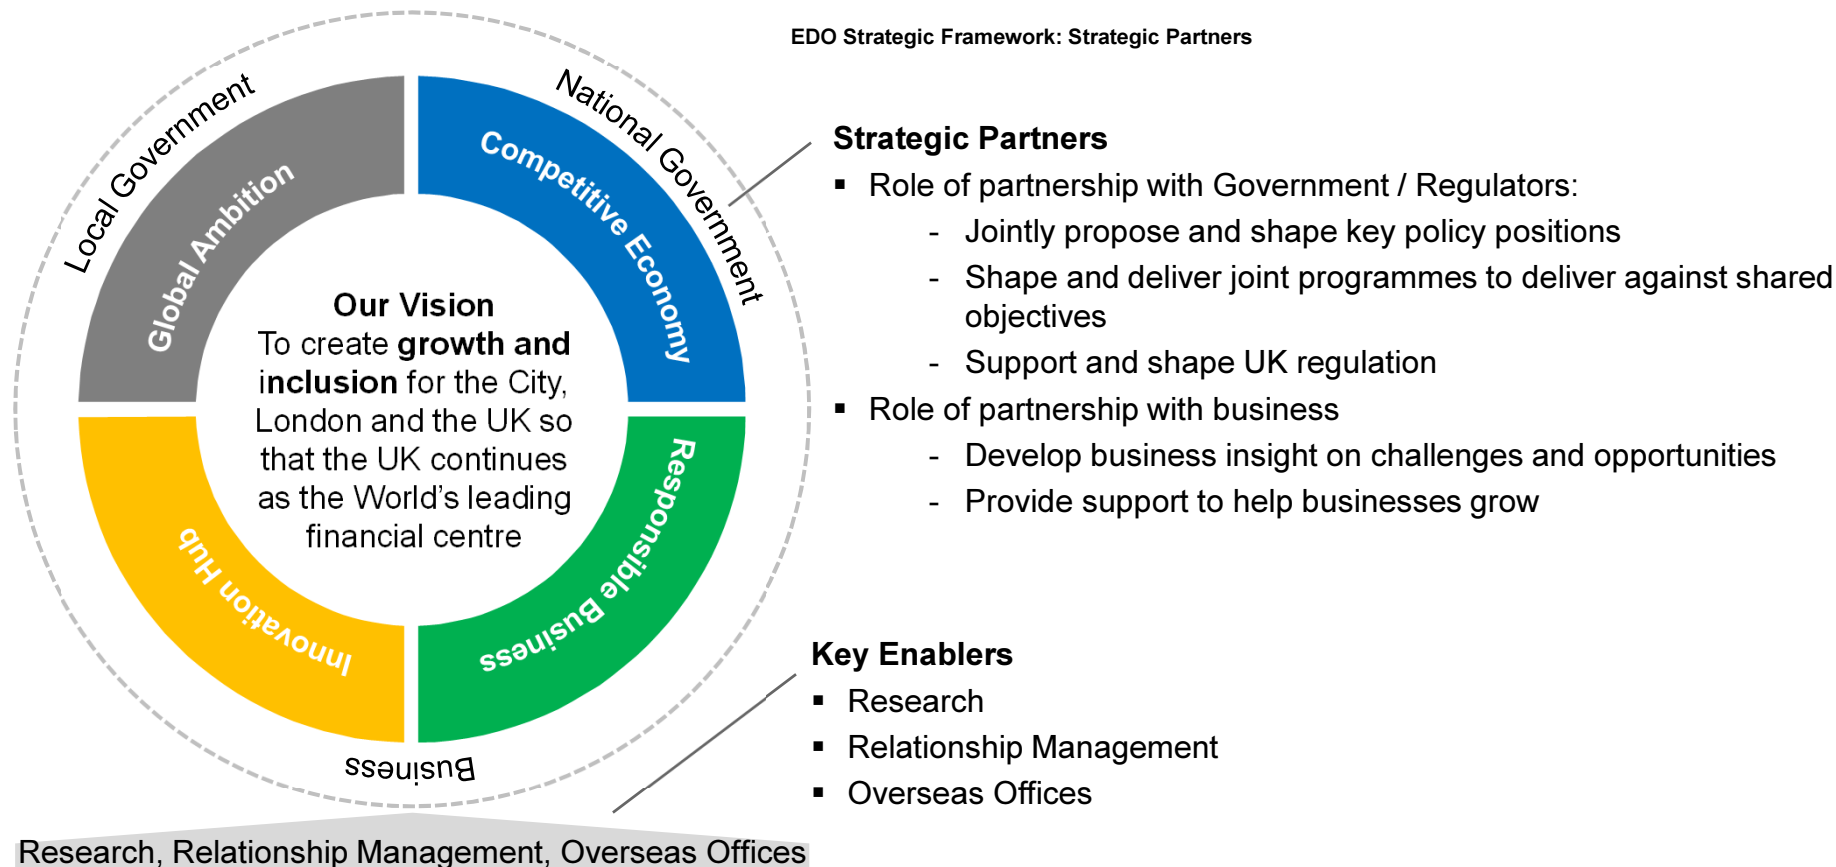 EDO Strategic Framework: Strategic Partners
Local Government
National Government
Global Ambition
Competitive Economy
Our Vision
To create growth and
inclusion for the City,
London and the UK so
that the UK continues
as the World's leading
financial centre
Innovation Hub
Responsible Business
Business
Research, Relationship Management, Overseas Offices
Strategic Partners
▪ Role of partnership with Government / Regulators:
- Jointly propose and shape key policy positions
- Shape and deliver joint programmes to deliver against shared
objectives
- Support and shape UK regulation
▪ Role of partnership with business
- Develop business insight on challenges and opportunities
- Provide support to help businesses grow
Key Enablers
▪ Research
▪ Relationship Management
▪ Overseas Offices